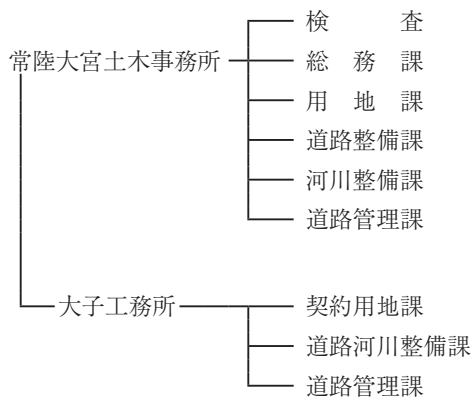 検査
常陸大宮土木事務所
総務課
用地課
道路整備課
河川整備課
道路管理課
大子工務所
契約用地課
道路河川整備課
道路管理課